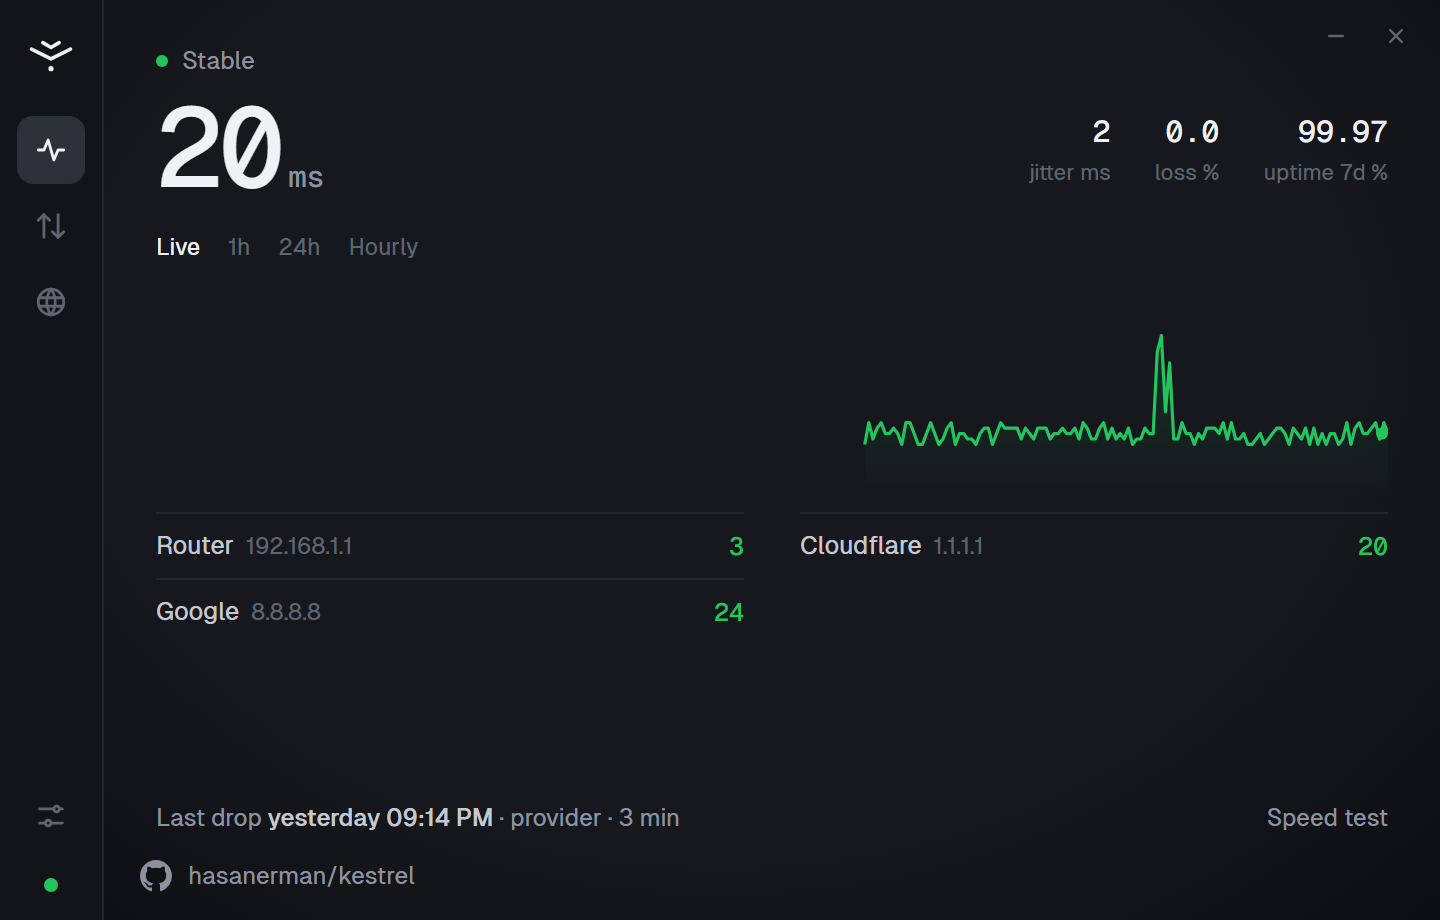 Stable
20 ms
2 0.0 99.97
jitter ms loss % uptime 7d %
Live 1h 24h Hourly
Router 192.168.1.1 3
Cloudflare 1.1.1.1 20
Google 8.8.8.8 24
Last drop yesterday 09:14 PM · provider · 3 min
Speed test
hasanerman/kestrel